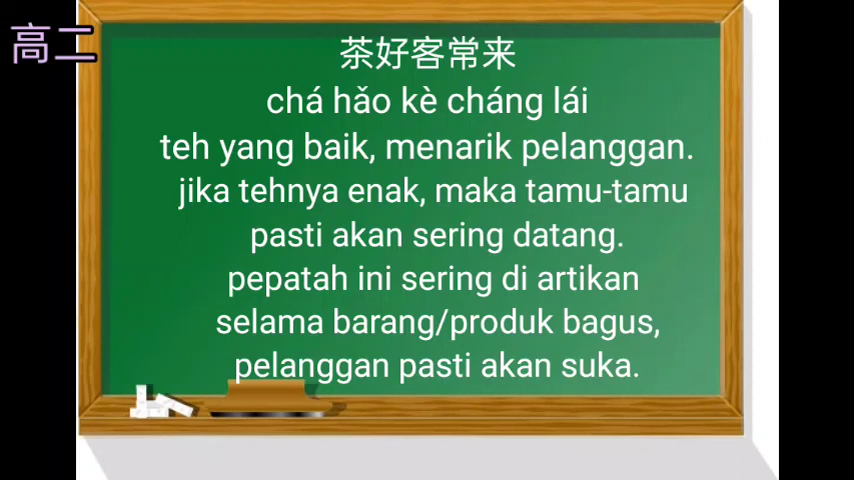 高二
茶好客常来
chá hǎo kè cháng lái
teh yang baik, menarik pelanggan.
jika tehnya enak, maka tamu-tamu
pasti akan sering datang.
pepatah ini sering di artikan
selama barang/produk bagus,
pelanggan pasti akan suka.